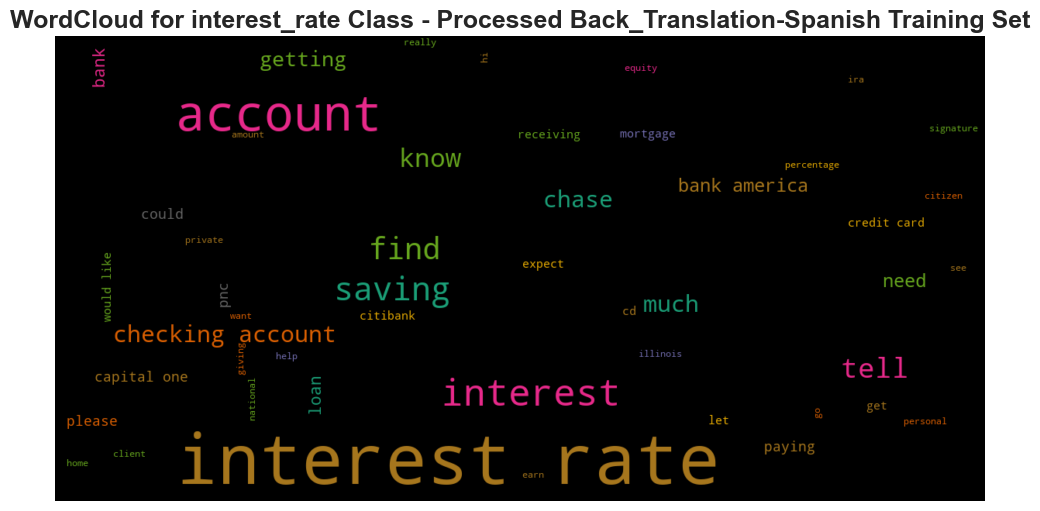 WordCloud for interest_rate Class - Processed Back_Translation-Spanish Training Set
really
bank
getting
hi
equity
ira
account
amount
receiving
mortgage
signature
know
percentage
bank america
chase
citizen
could
credit card
private
find
expect
see
would like
pnc
saving
need
cd
much
want
citibank
checking account
giving
help
illinois
tell
capital one
national
loan
interest
get
go
please
let
personal
paying
client
home
interest rate
earn